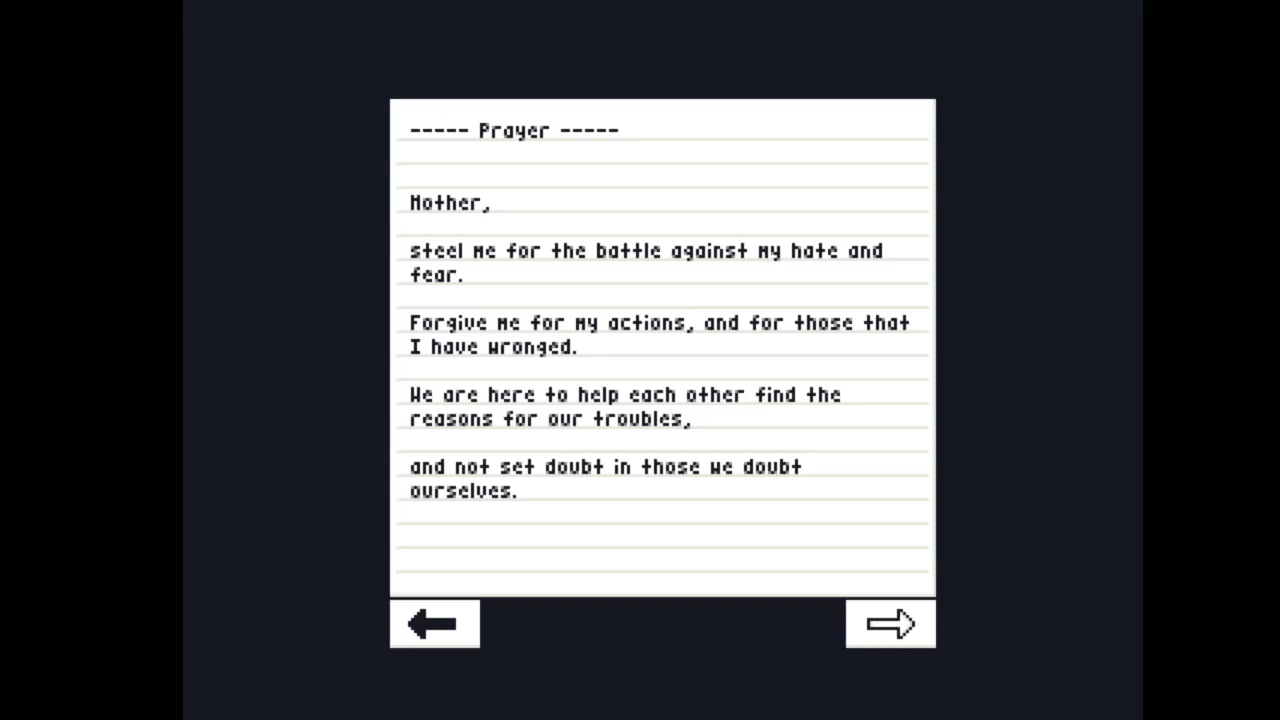 ----- Prayer -----
Mother,
steel me for the battle against my hate and
fear.
Forgive me for my actions, and for those that
I have wronged.
We are here to help each other find the
reasons for our troubles,
and not set doubt in those we doubt
ourselves.